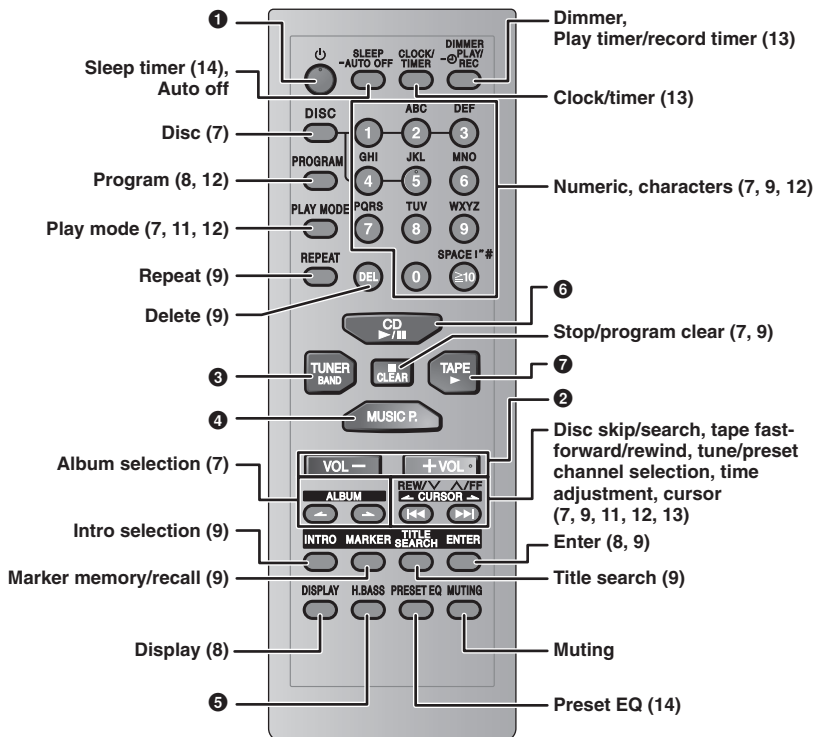 ❶
Dimmer,
Play timer/record timer (13)
Sleep timer (14),
Auto off
Clock/timer (13)
Disc (7)
Program (8, 12)
Numeric, characters (7, 9, 12)
Play mode (7, 11, 12)
Repeat (9)
Delete (9)
❻
Stop/program clear (7, 9)
❸
❼
❹
❷
Disc skip/search, tape fast-
forward/rewind, tune/preset
channel selection, time
adjustment, cursor
(7, 9, 11, 12, 13)
Album selection (7)
Intro selection (9)
Enter (8, 9)
Marker memory/recall (9)
Title search (9)
Display (8)
Muting
❺
Preset EQ (14)
⏻
SLEEP
–AUTO OFF
CLOCK/
TIMER
DIMMER
–⏲PLAY/
REC
DISC
ABC
DEF
1
2
3
PROGRAM
GHI
JKL
MNO
4
5
6
PLAY MODE
PQRS
TUV
WXYZ
7
8
9
REPEAT
SPACE!"#
DEL
0
≧10
CD
►/❚❚
TUNER
BAND
■
CLEAR
TAPE
►
MUSIC P.
VOL –
+ VOL
REW/∨ ∧/FF
ALBUM
CURSOR
I◄◄
►►I
INTRO
MARKER
TITLE
SEARCH
ENTER
DISPLAY
H.BASS
PRESET EQ
MUTING